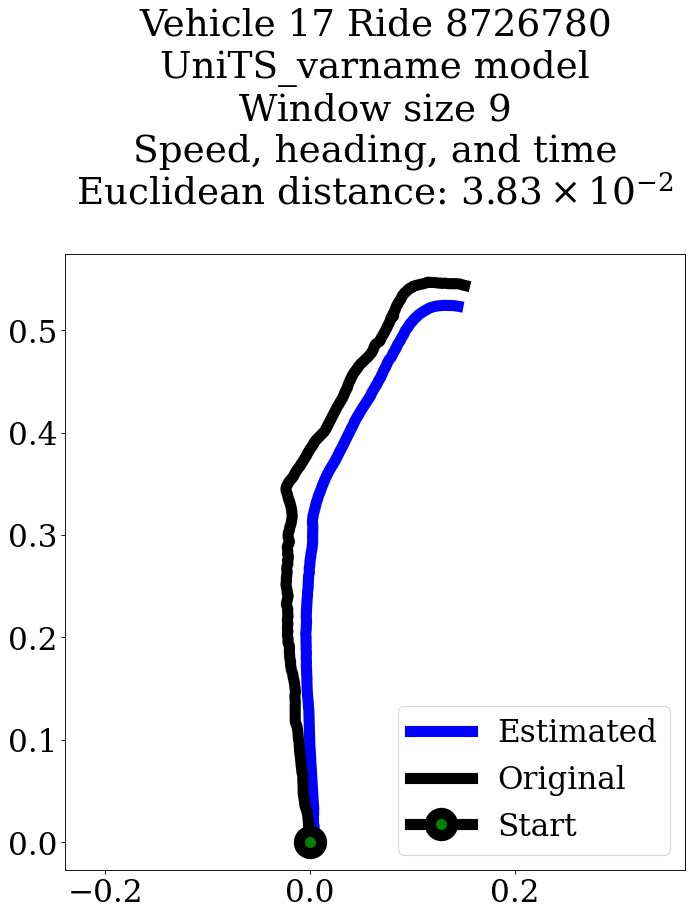 Vehicle 17 Ride 8726780
UniTS_varname model
Window size 9
Speed, heading, and time
Euclidean distance: 3.83 × 10⁻²
0.5
0.4
0.3
0.2
0.1
0.0
Estimated
Original
Start
−0.2 0.0 0.2